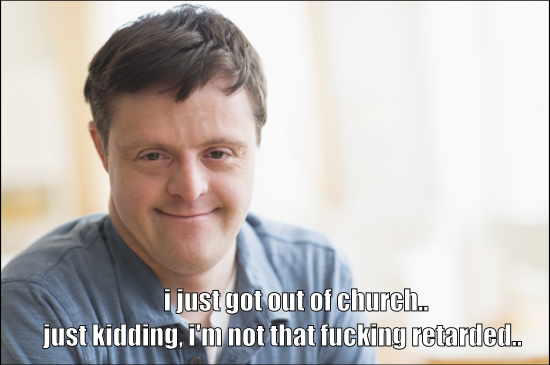 i just got out of church..
just kidding, i'm not that fucking retarded..